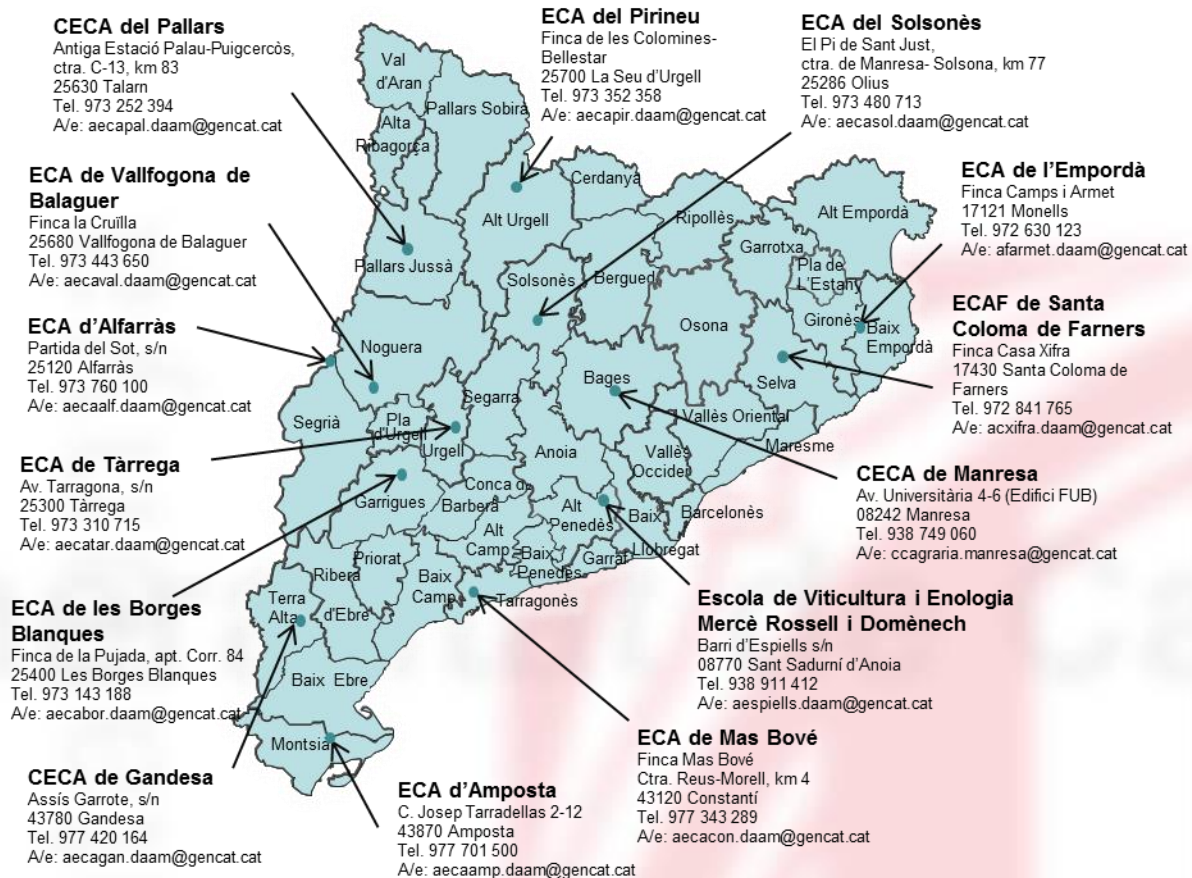 CECA del Pallars
Antiga Estació Palau-Puigcercòs,
ctra. C-13, km 83
25630 Talarn
Tel. 973 252 394
A/e: aecapal.daam@gencat.cat
ECA del Pirineu
Finca de les Colomines-
Bellestar
25700 La Seu d'Urgell
Tel. 973 352 358
A/e: aecapir.daam@gencat.cat
ECA del Solsonès
El Pi de Sant Just,
ctra. de Manresa- Solsona, km 77
25286 Olius
Tel. 973 480 713
A/e: aecasol.daam@gencat.cat
ECA de Vallfogona de
Balaguer
Finca la Cruïlla
25680 Vallfogona de Balaguer
Tel. 973 443 650
A/e: aecaval.daam@gencat.cat
ECA de l'Empordà
Finca Camps i Armet
17121 Monells
Tel. 972 630 123
A/e: afarmet.daam@gencat.cat
ECA d'Alfarràs
Partida del Sot, s/n
25120 Alfarràs
Tel. 973 760 100
A/e: aecaalf.daam@gencat.cat
ECAF de Santa
Coloma de Farners
Finca Casa Xifra
17430 Santa Coloma de
Farners
Tel. 972 841 765
A/e: acxifra.daam@gencat.cat
ECA de Tàrrega
Av. Tarragona, s/n
25300 Tàrrega
Tel. 973 310 715
A/e: aecatar.daam@gencat.cat
CECA de Manresa
Av. Universitària 4-6 (Edifici FUB)
08242 Manresa
Tel. 938 749 060
A/e: ccagraria.manresa@gencat.cat
ECA de les Borges
Blanques
Finca de la Pujada, apt. Corr. 84
25400 Les Borges Blanques
Tel. 973 143 188
A/e: aecabor.daam@gencat.cat
Escola de Viticultura i Enologia
Mercè Rossell i Domènech
Barri d'Espiells s/n
08770 Sant Sadurní d'Anoia
Tel. 938 911 412
A/e: aespiells.daam@gencat.cat
CECA de Gandesa
Assís Garrote, s/n
43780 Gandesa
Tel. 977 420 164
A/e: aecagan.daam@gencat.cat
ECA d'Amposta
C. Josep Tarradellas 2-12
43870 Amposta
Tel. 977 701 500
A/e: aecaamp.daam@gencat.cat
ECA de Mas Bové
Finca Mas Bové
Ctra. Reus-Morell, km 4
43120 Constantí
Tel. 977 343 289
A/e: aecacon.daam@gencat.cat
Val
d'Aran
Pallars Sobirà
Alta
Ribagorça
Cerdanya
Alt Urgell
Ripollès
Alt Empordà
Garrotxa
Pallars Jussà
Pla de
L'Estany
Solsonès
Bergued
Osona
Gironès
Baix
Empordà
Noguera
Bages
Selva
Segarra
Segrià
Pla
d'Urgell
Urgell
Vallès Oriental
Maresme
Anoia
Vallès
Occider
Garrigues
Conca de
Barberà
Alt
Penedès
Baix
Llobregat
Barcelonès
Alt
Camp
Baix
Penedès
Garraf
Priorat
Ribera
d'Ebre
Baix
Camp
Tarragonès
Terra
Alta
Baix Ebre
Montsià